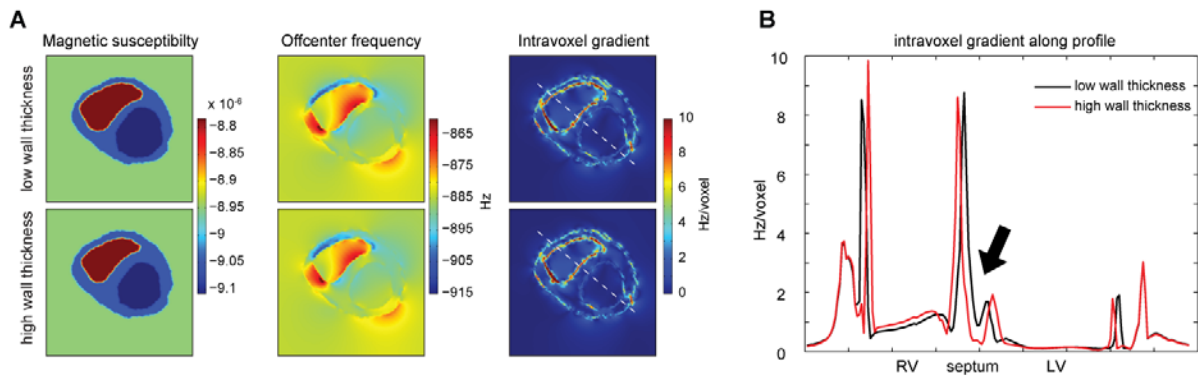 A
Magnetic susceptibilty
Offcenter frequency
Intravoxel gradient
low wall thickness
high wall thickness
x 10⁻⁶
-8.8
-8.85
-8.9
-8.95
-9
-9.05
-9.1
-865
-875
-885
-895
-905
-915
Hz
10
8
6
4
2
0
Hz/voxel
B
intravoxel gradient along profile
low wall thickness
high wall thickness
10
8
6
4
2
0
Hz/voxel
RV septum LV